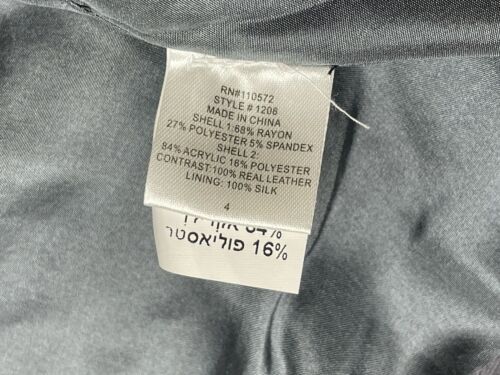 RN#110572
STYLE # 1206
MADE IN CHINA
SHELL 1:68% RAYON
27% POLYESTER 5% SPANDEX
SHELL 2:
84% ACRYLIC 16% POLYESTER
CONTRAST:100% REAL LEATHER
LINING: 100% SILK
4
84%
16% פוליאסטר